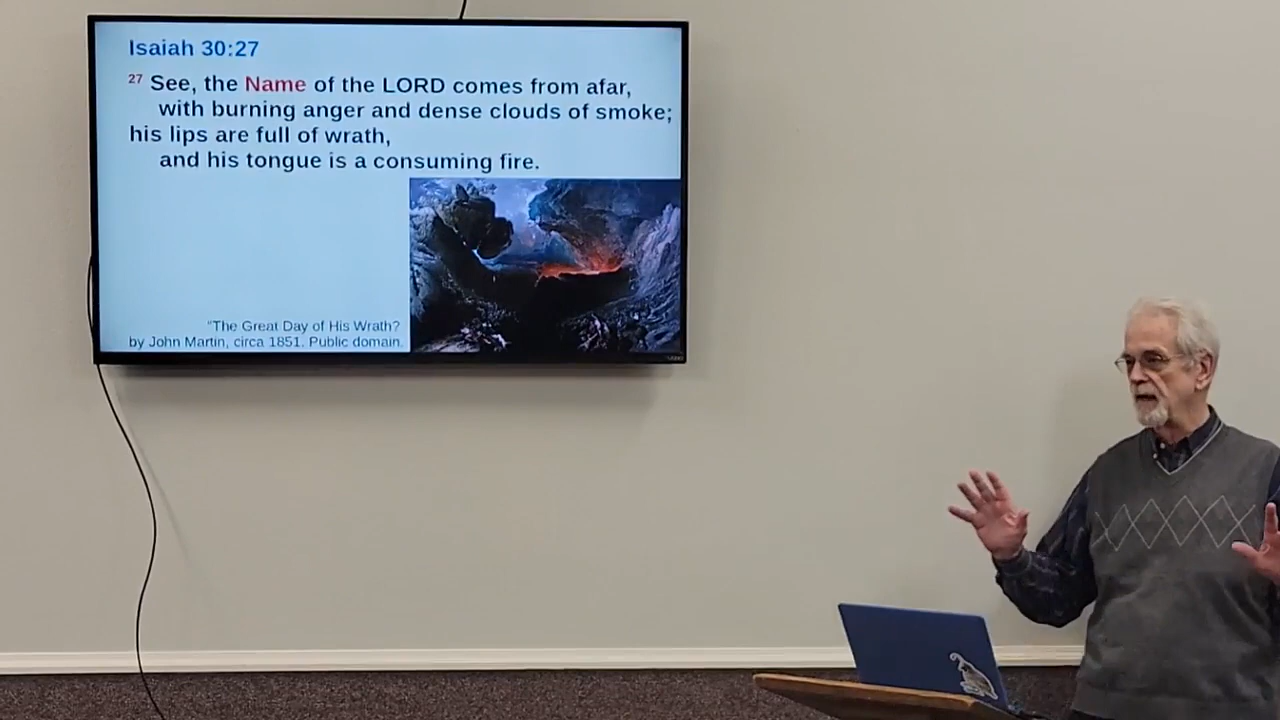 Isaiah 30:27
27 See, the Name of the LORD comes from afar,
with burning anger and dense clouds of smoke;
his lips are full of wrath,
and his tongue is a consuming fire.
"The Great Day of His Wrath?
by John Martin, circa 1851. Public domain.